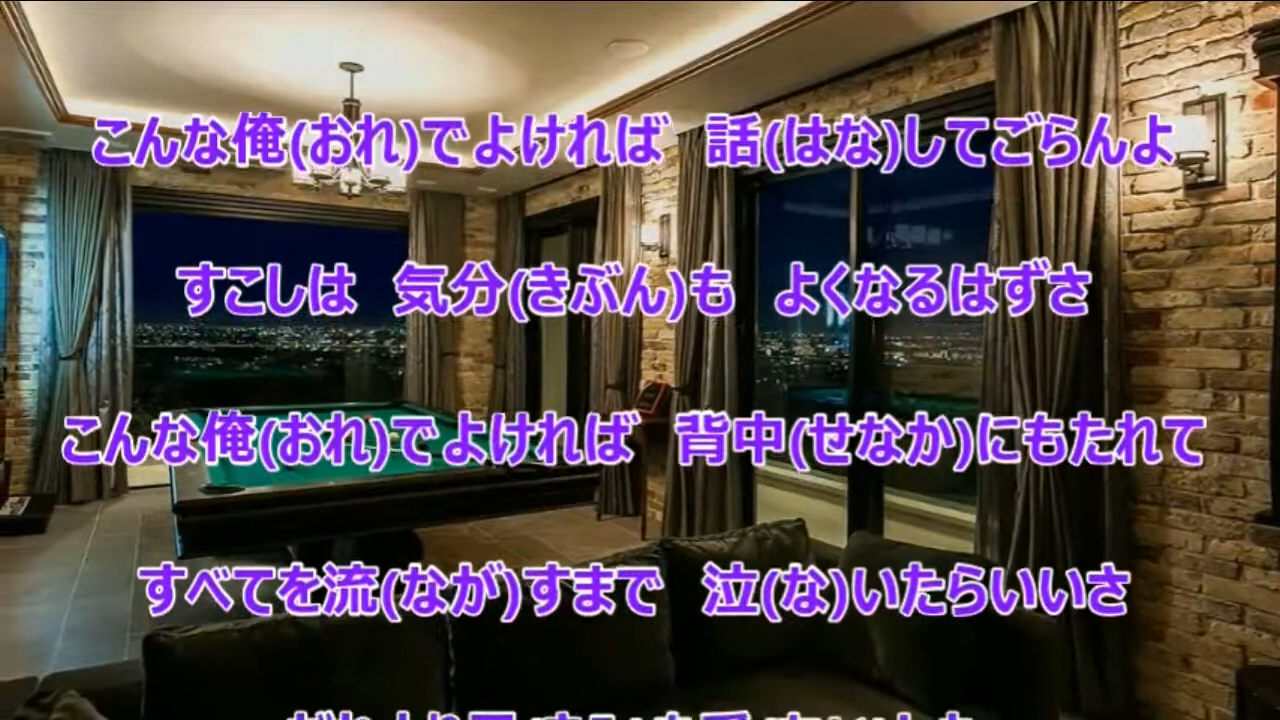 こんな俺(おれ)でよければ　話(はな)してごらんよ
すこしは　気分(きぶん)も　よくなるはずさ
こんな俺(おれ)でよければ　背中(せなか)にもたれて
すべてを流(なが)すまで　泣(な)いたらいいさ